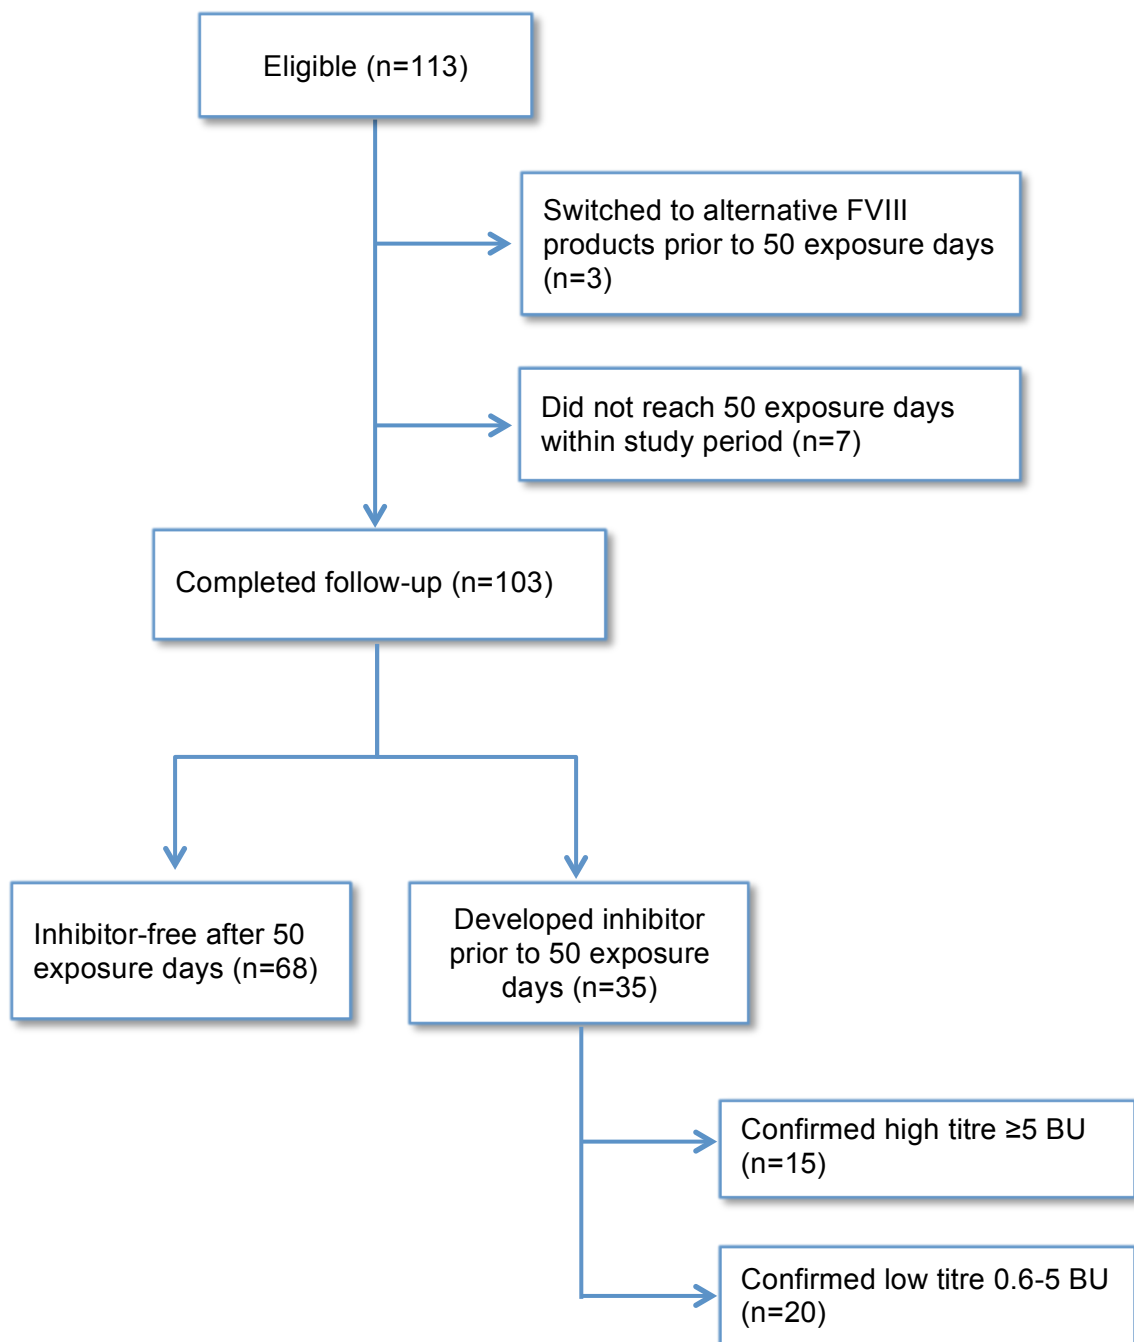 Eligible (n=113)
Switched to alternative FVIII
products prior to 50 exposure days
(n=3)
Did not reach 50 exposure days
within study period (n=7)
Completed follow-up (n=103)
Inhibitor-free after 50
exposure days (n=68)
Developed inhibitor
prior to 50 exposure
days (n=35)
Confirmed high titre ≥5 BU
(n=15)
Confirmed low titre 0.6-5 BU
(n=20)